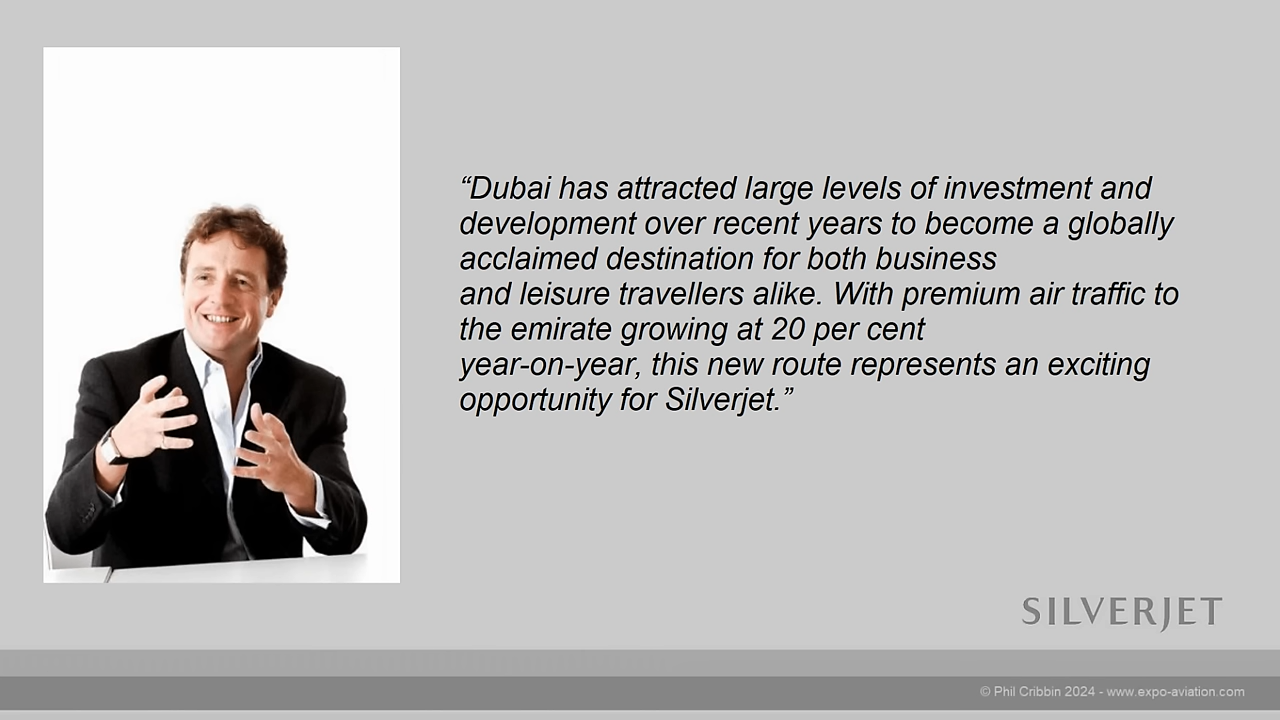 “Dubai has attracted large levels of investment and
development over recent years to become a globally
acclaimed destination for both business
and leisure travellers alike. With premium air traffic to
the emirate growing at 20 per cent
year-on-year, this new route represents an exciting
opportunity for Silverjet.”
SILVERJET
© Phil Cribbin 2024 - www.expo-aviation.com